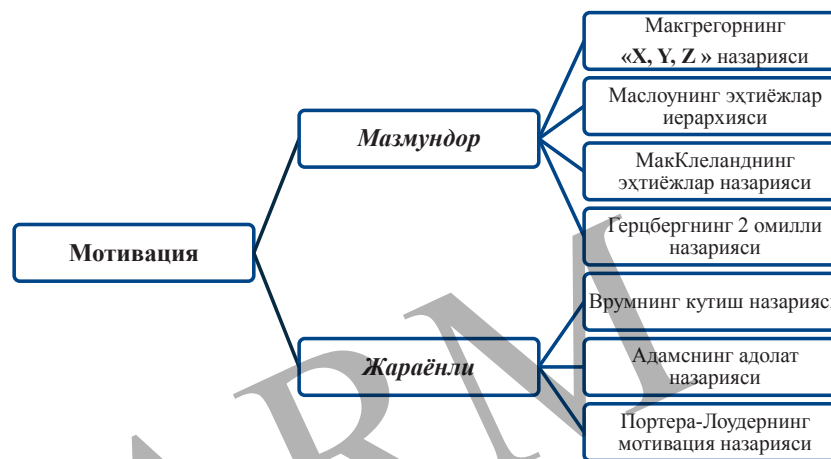 Макгрегорнинг
«X, Y, Z » назарияси
Маслоунинг эҳтиёжлар
иерархияси
Мазмундор
МакКлеланднинг
эҳтиёжлар назарияси
Герцбергнинг 2 омилли
назарияси
Мотивация
Врумнинг кутиш назарияси
Жараёнли
Адамснинг адолат
назарияси
Портера-Лоудернинг
мотивация назарияси
ARM